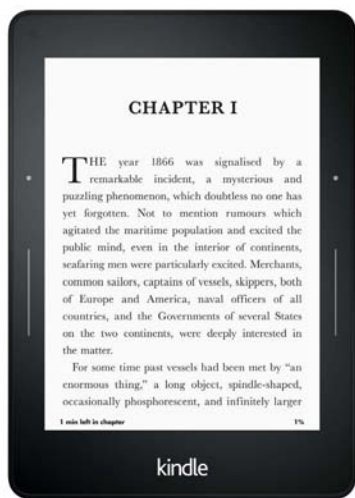 CHAPTER I
THE year 1866 was signalised by a
remarkable incident, a mysterious and
puzzling phenomenon, which doubtless no one has
yet forgotten. Not to mention rumours which
agitated the maritime population and excited the
public mind, even in the interior of continents,
seafaring men were particularly excited. Merchants,
common sailors, captains of vessels, skippers, both
of Europe and America, naval officers of all
countries, and the Governments of several States
on the two continents, were deeply interested in
the matter.
For some time past vessels had been met by “an
enormous thing,” a long object, spindle-shaped,
occasionally phosphorescent, and infinitely larger
1 min left in chapter 1%
kindle